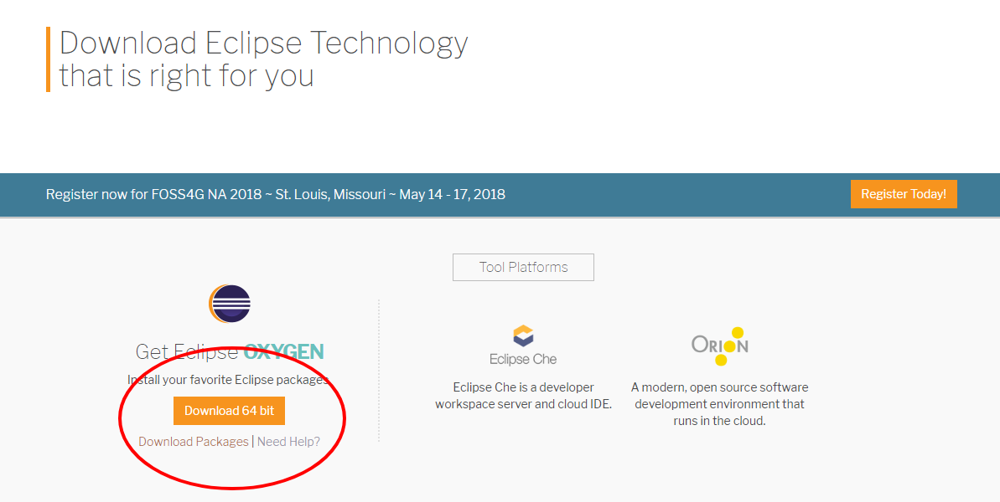 Download Eclipse Technology
that is right for you
Register now for FOSS4G NA 2018 ~ St. Louis, Missouri ~ May 14 - 17, 2018
Register Today!
Tool Platforms
Get Eclipse OXYGEN
Install your favorite Eclipse packages.
Download 64 bit
Download Packages | Need Help?
Eclipse Che
Eclipse Che is a developer
workspace server and cloud IDE.
ORION
A modern, open source software
development environment that
runs in the cloud.